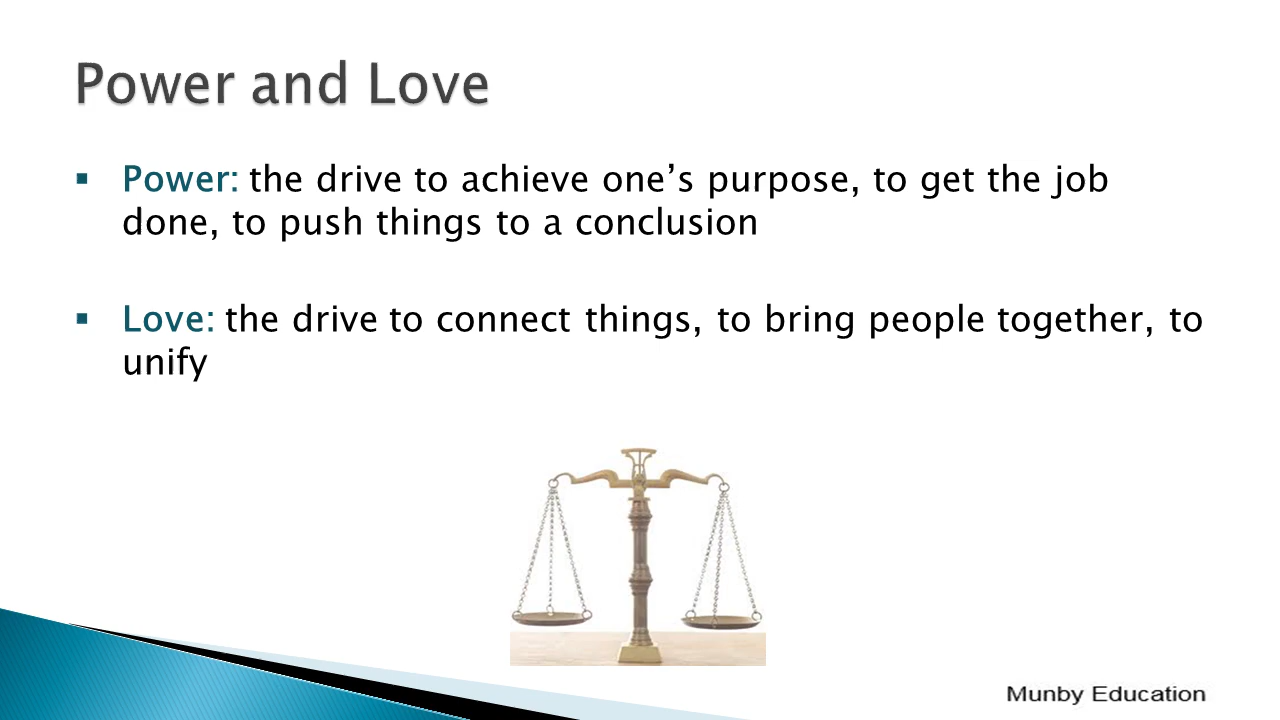 Power and Love
▪ Power: the drive to achieve one’s purpose, to get the job
done, to push things to a conclusion
▪ Love: the drive to connect things, to bring people together, to
unify
Munby Education